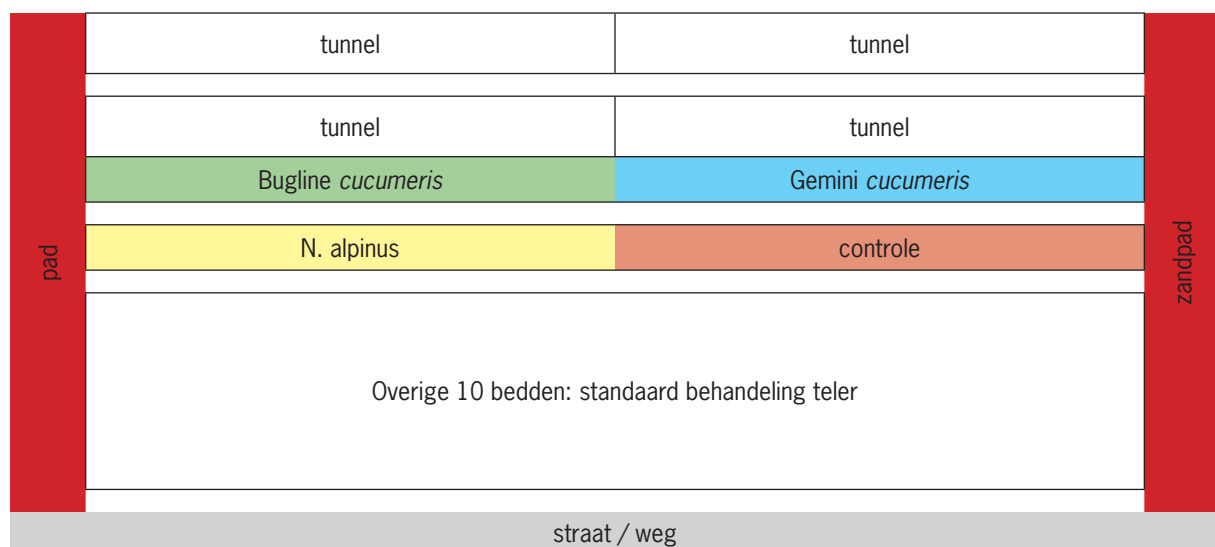 tunnel tunnel
tunnel tunnel
Bugline cucumeris Gemini cucumeris
pad
N. alpinus controle
zandpad
Overige 10 bedden: standaard behandeling teler
straat / weg